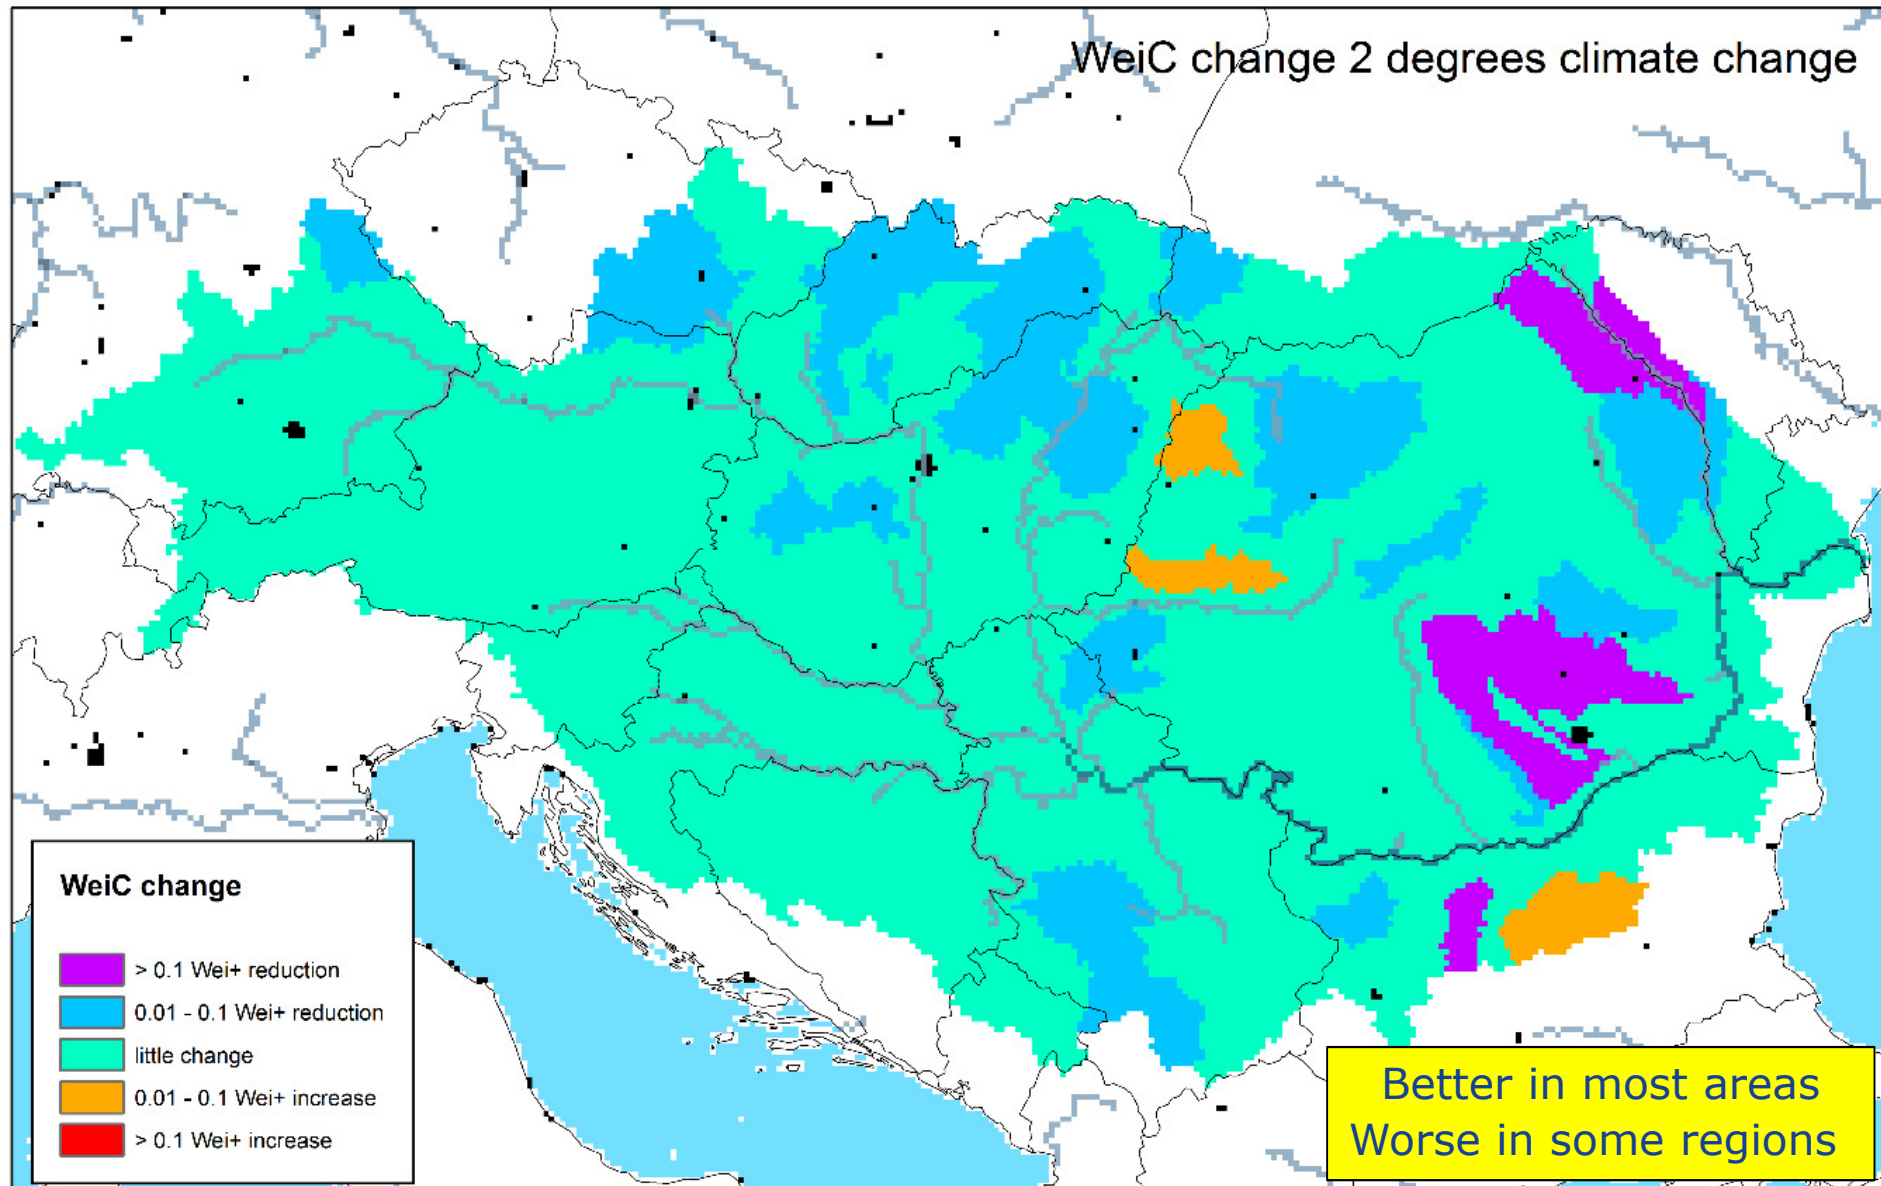 WeiC change 2 degrees climate change
WeiC change
> 0.1 Wei+ reduction
0.01 - 0.1 Wei+ reduction
little change
0.01 - 0.1 Wei+ increase
> 0.1 Wei+ increase
Better in most areas
Worse in some regions